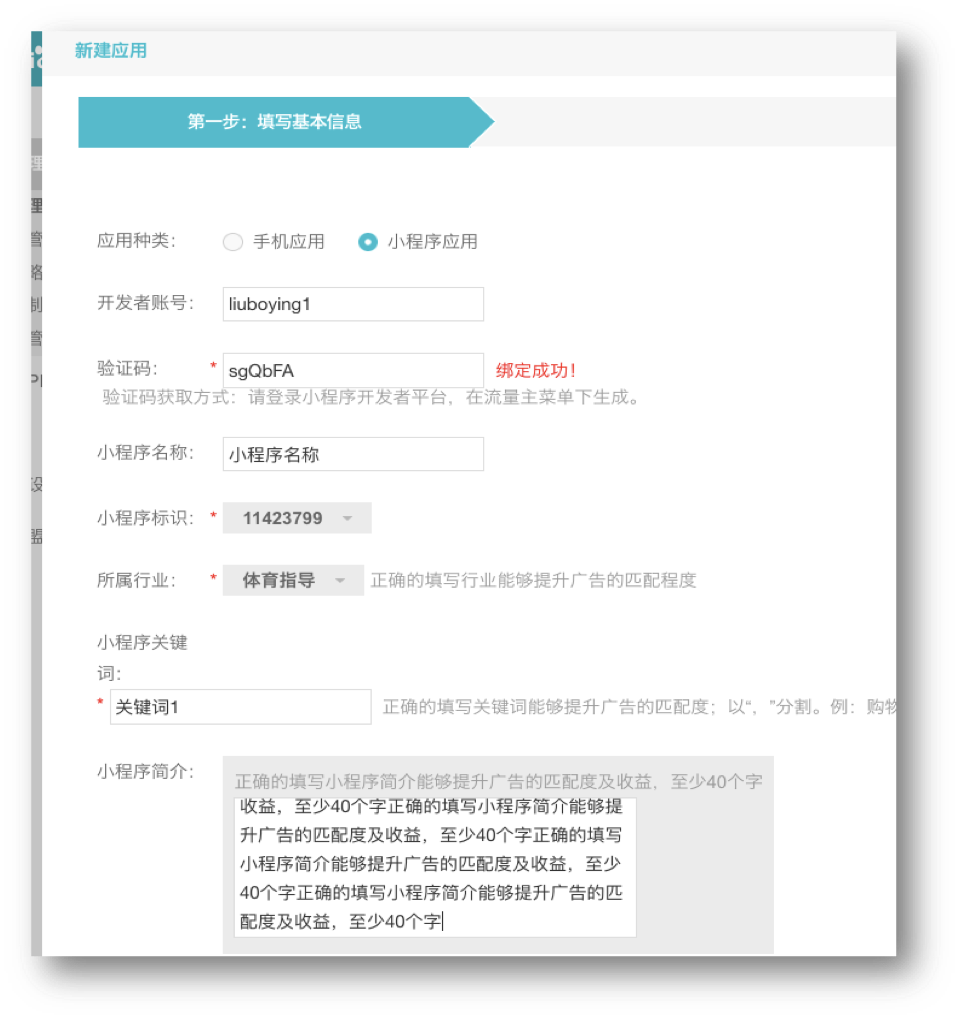 新建应用
第一步：填写基本信息
理
理
管
略
制
管
应用种类： 手机应用 小程序应用
开发者账号： liuboying1
验证码： * sgQbFA 绑定成功！
验证码获取方式：请登录小程序开发者平台，在流量主菜单下生成。
小程序名称： 小程序名称
小程序标识： * 11423799
所属行业： * 体育指导 正确的填写行业能够提升广告的匹配程度
小程序关键
词：
* 关键词1 正确的填写关键词能够提升广告的匹配度；以“，”分割。例：购物
小程序简介： 正确的填写小程序简介能够提升广告的匹配度及收益，至少40个字
收益，至少40个字正确的填写小程序简介能够提
升广告的匹配度及收益，至少40个字正确的填写
小程序简介能够提升广告的匹配度及收益，至少
40个字正确的填写小程序简介能够提升广告的匹
配度及收益，至少40个字